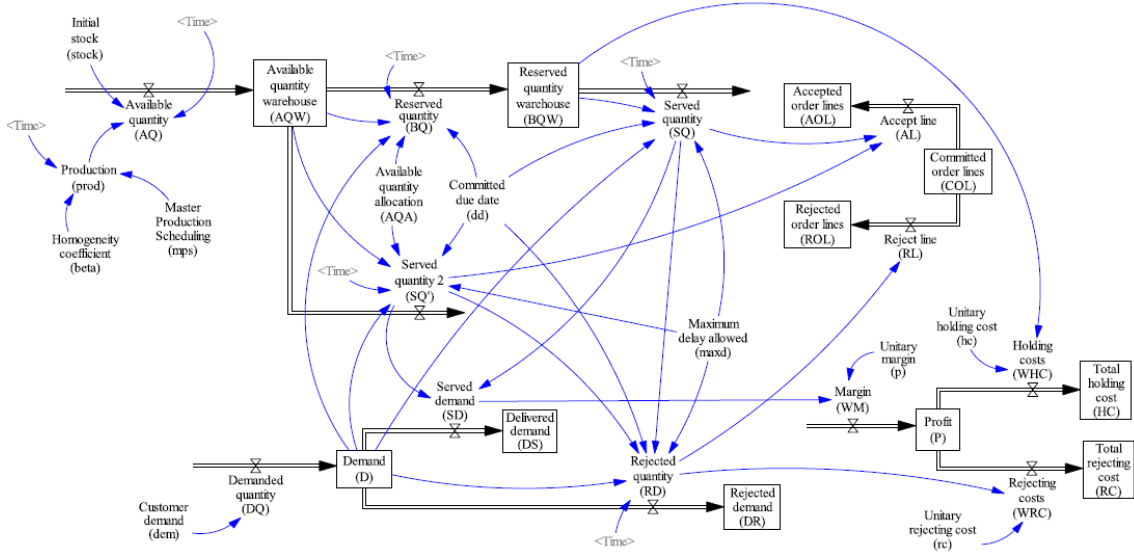 Initial
stock
(stock)
<Time>
Available
quantity
(AQ)
<Time>
Production
(prod)
Master
Production
Scheduling
(mps)
Homogeneity
coefficient
(beta)
Available
quantity
warehouse
(AQW)
<Time>
Reserved
quantity
(BQ)
Reserved
quantity
warehouse
(BQW)
<Time>
Served
quantity
(SQ)
Accepted
order lines
(AOL)
Accept line
(AL)
Committed
order lines
(COL)
Rejected
order lines
(ROL)
Reject line
(RL)
Available
quantity
allocation
(AQA)
Committed
due date
(dd)
<Time>
Served
quantity 2
(SQ')
Maximum
delay allowed
(maxd)
Unitary
holding cost
(hc)
Holding
costs
(WHC)
Unitary
margin
(p)
Total
holding
cost
(HC)
Margin
(WM)
Profit
(P)
Served
demand
(SD)
Delivered
demand
(DS)
Demand
(D)
Demanded
quantity
(DQ)
Customer
demand
(dem)
Rejected
quantity
(RD)
<Time>
Rejected
demand
(DR)
Rejecting
costs
(WRC)
Total
rejecting
cost
(RC)
Unitary
rejecting cost
(rc)